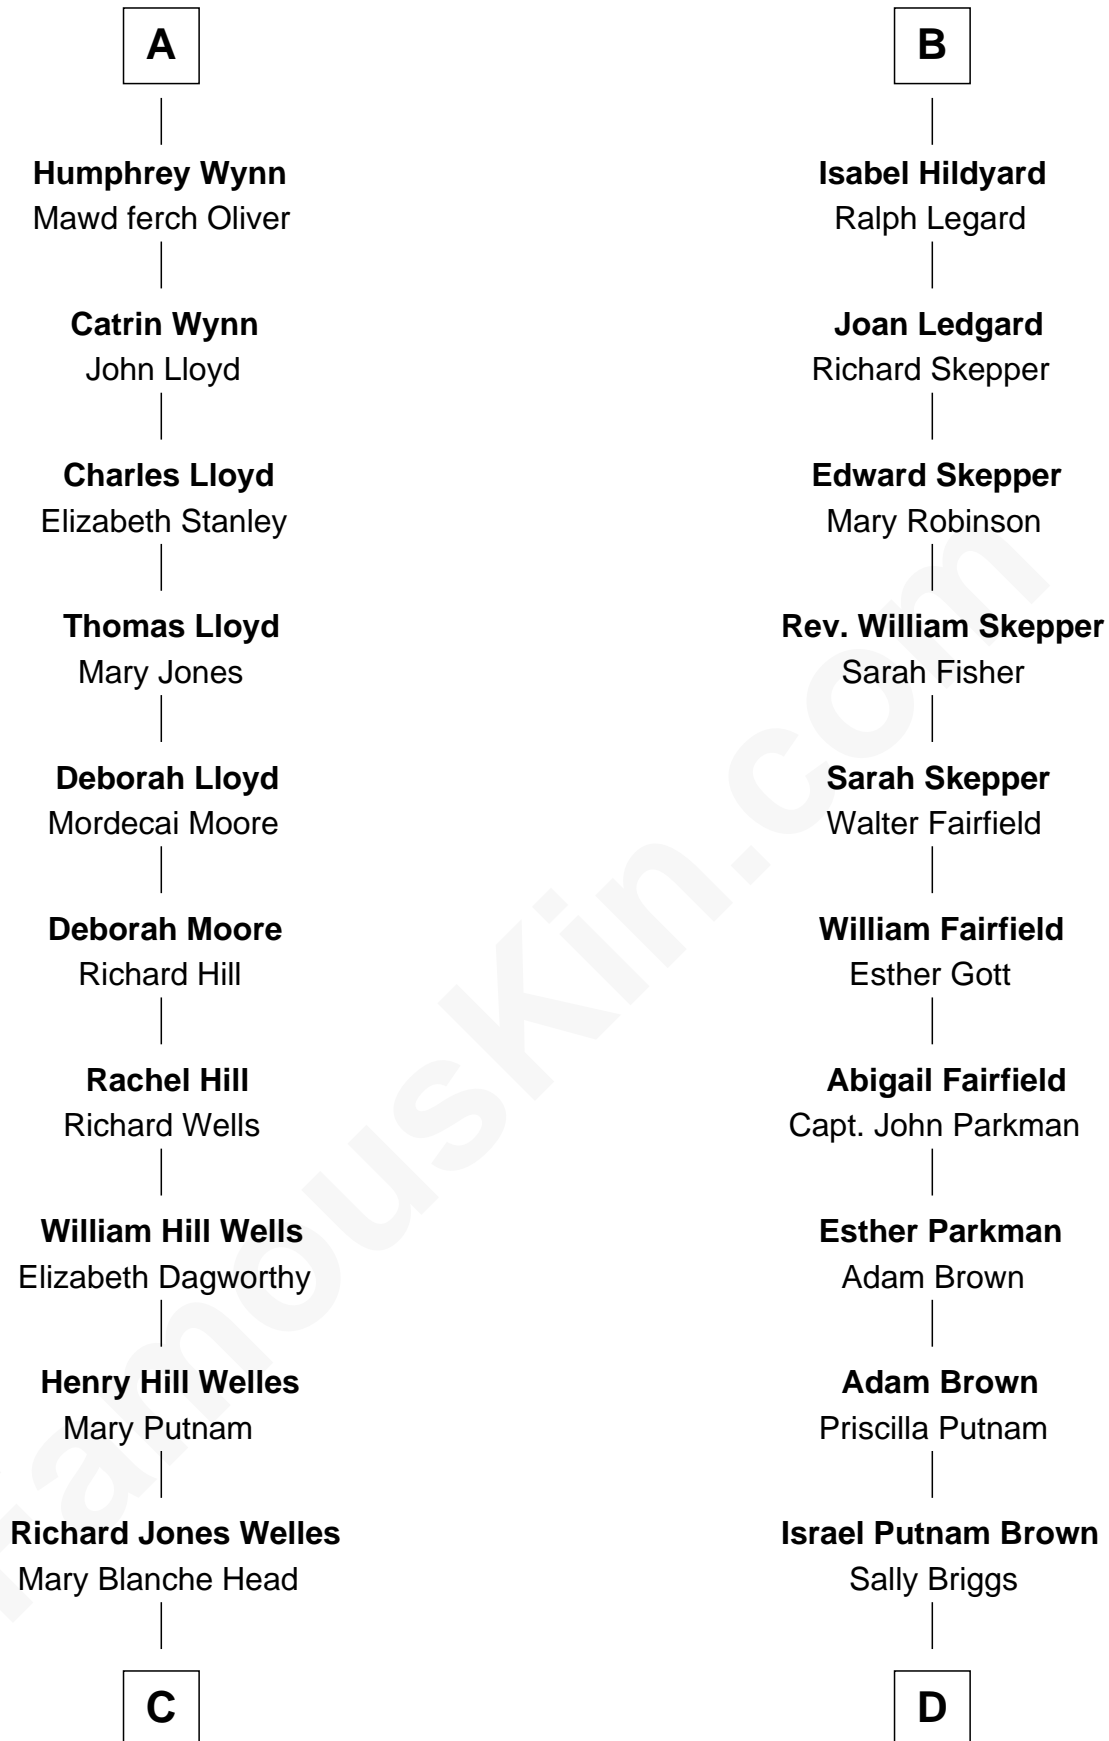 A
Humphrey Wynn
Mawd ferch Oliver
Catrin Wynn
John Lloyd
Charles Lloyd
Elizabeth Stanley
Thomas Lloyd
Mary Jones
Deborah Lloyd
Mordecai Moore
Deborah Moore
Richard Hill
Rachel Hill
Richard Wells
William Hill Wells
Elizabeth Dagworthy
Henry Hill Welles
Mary Putnam
Richard Jones Welles
Mary Blanche Head
C
B
Isabel Hildyard
Ralph Legard
Joan Ledgard
Richard Skepper
Edward Skepper
Mary Robinson
Rev. William Skepper
Sarah Fisher
Sarah Skepper
Walter Fairfield
William Fairfield
Esther Gott
Abigail Fairfield
Capt. John Parkman
Esther Parkman
Adam Brown
Adam Brown
Priscilla Putnam
Israel Putnam Brown
Sally Briggs
D
FamousKin.com